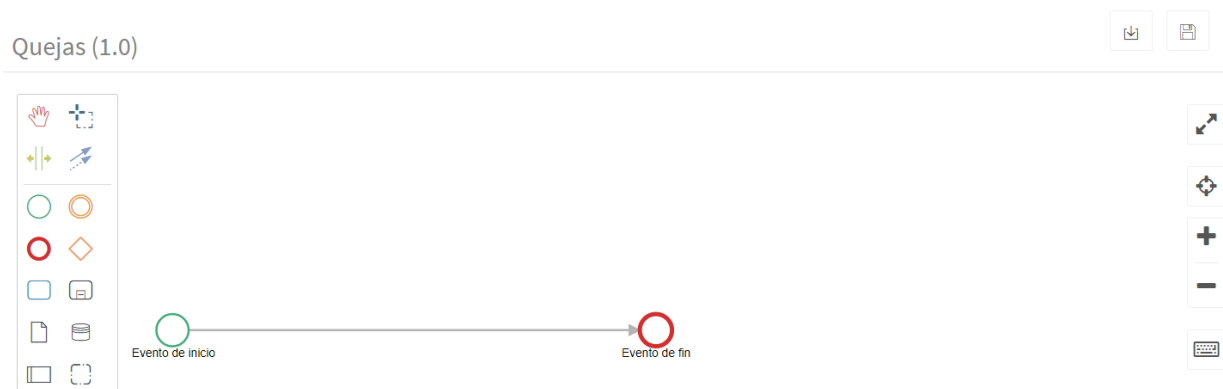 Quejas (1.0)
Evento de inicio
Evento de fin